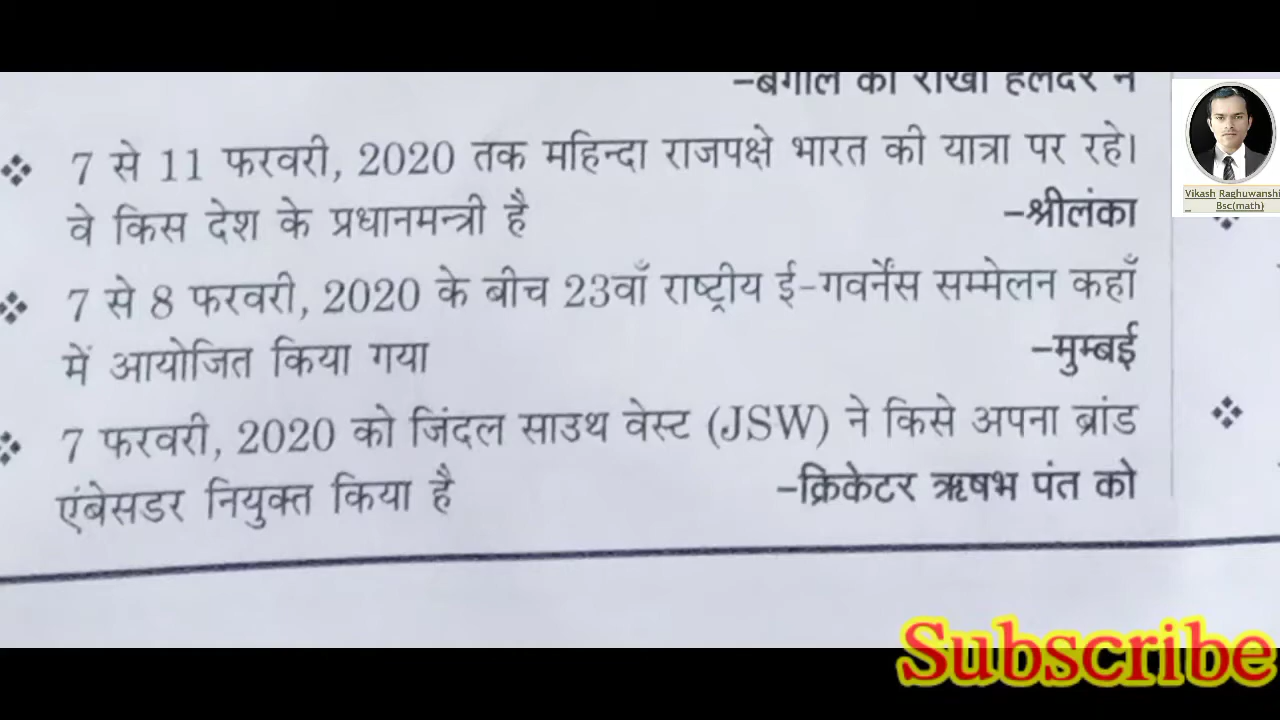 -बंगाल की राखी हलदर ने
❖ 7 से 11 फरवरी, 2020 तक महिन्दा राजपक्षे भारत की यात्रा पर रहे।
वे किस देश के प्रधानमन्त्री है -श्रीलंका
❖ 7 से 8 फरवरी, 2020 के बीच 23वाँ राष्ट्रीय ई-गवर्नेंस सम्मेलन कहाँ
में आयोजित किया गया -मुम्बई
❖ 7 फरवरी, 2020 को जिंदल साउथ वेस्ट (JSW) ने किसे अपना ब्रांड
एंबेसडर नियुक्त किया है -क्रिकेटर ऋषभ पंत को
Vikash Raghuwanshi
Bsc(math)
Subscribe